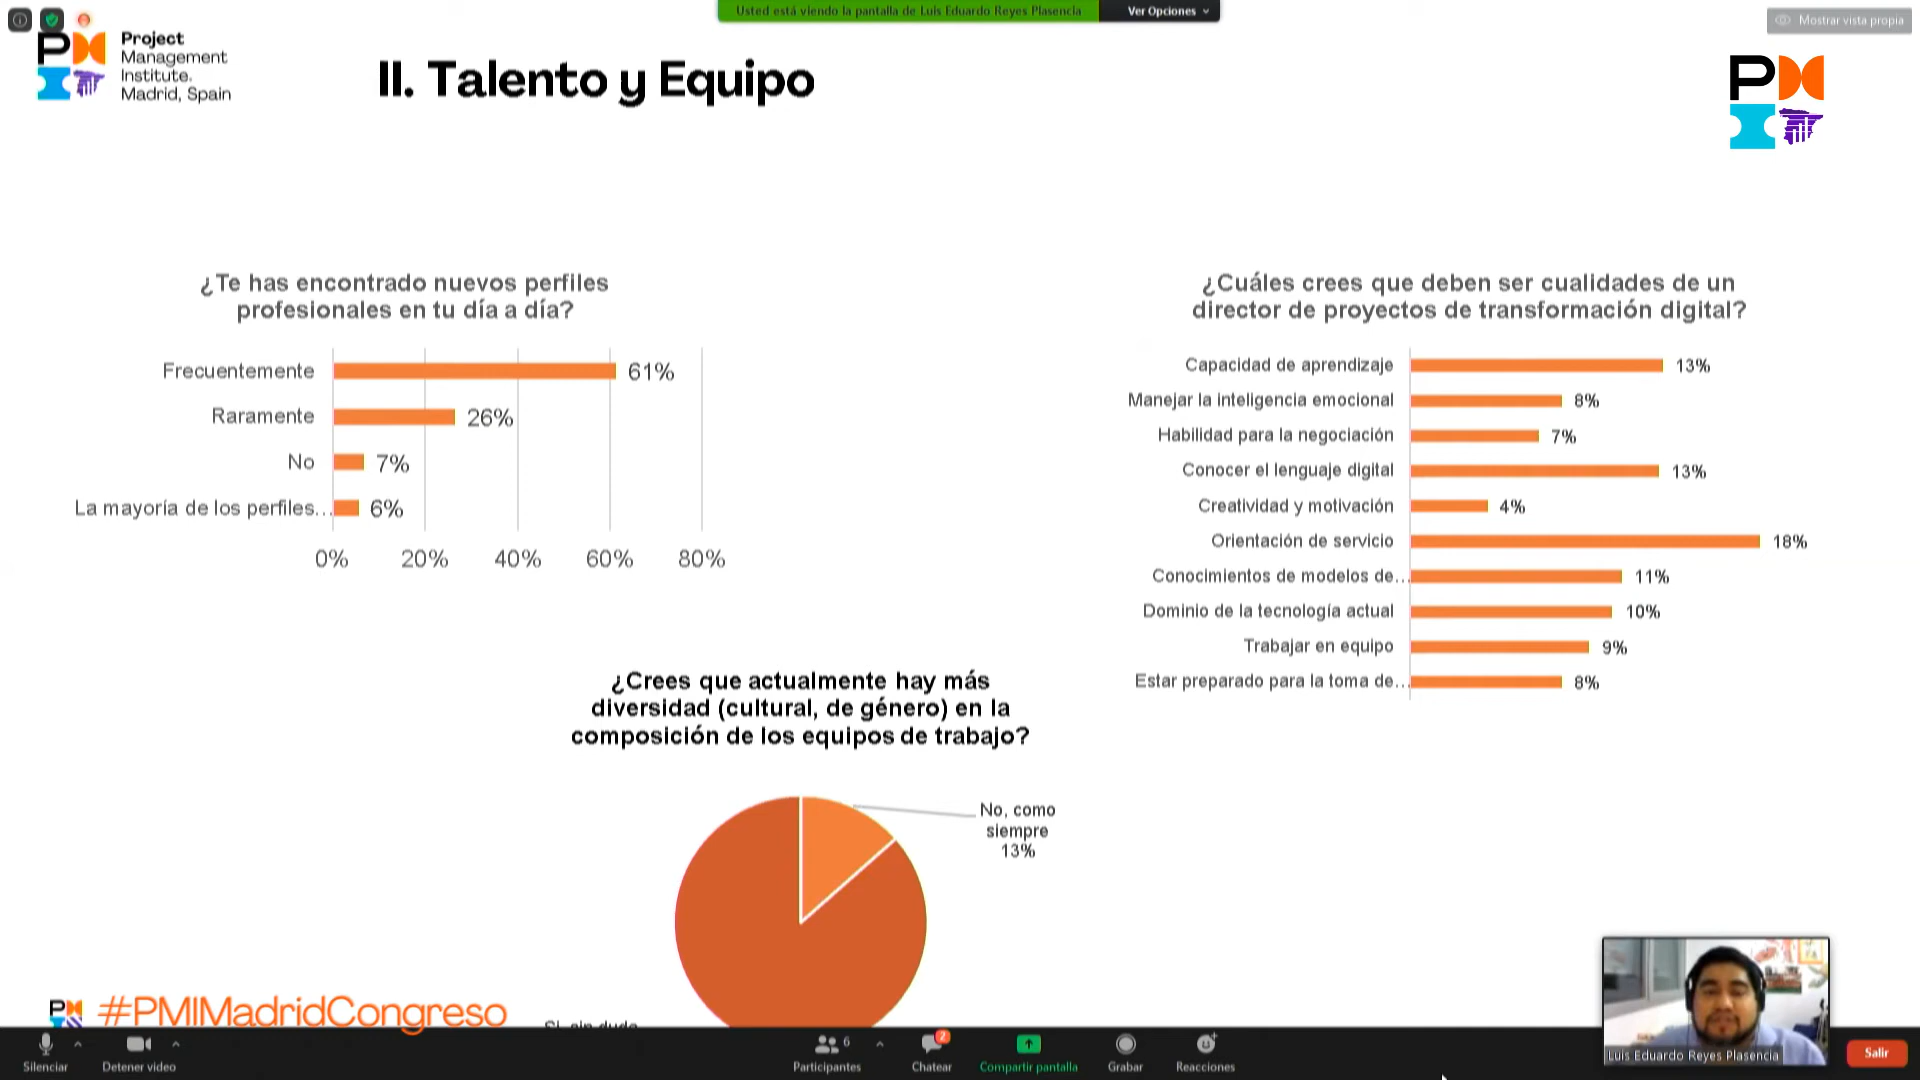 Usted está viendo la pantalla de Luis Eduardo Reyes Plasencia
Ver Opciones
Mostrar vista propia
Project
Management
Institute.
Madrid, Spain
II. Talento y Equipo
¿Te has encontrado nuevos perfiles
profesionales en tu día a día?
Frecuentemente 61%
Raramente 26%
No 7%
La mayoría de los perfiles... 6%
0% 20% 40% 60% 80%
¿Cuáles crees que deben ser cualidades de un
director de proyectos de transformación digital?
Capacidad de aprendizaje 13%
Manejar la inteligencia emocional 8%
Habilidad para la negociación 7%
Conocer el lenguaje digital 13%
Creatividad y motivación 4%
Orientación de servicio 18%
Conocimientos de modelos de... 11%
Dominio de la tecnología actual 10%
Trabajar en equipo 9%
Estar preparado para la toma de... 8%
¿Crees que actualmente hay más
diversidad (cultural, de género) en la
composición de los equipos de trabajo?
No, como
siempre
13%
#PMIMadridCongreso
Luis Eduardo Reyes Plasencia
Silenciar
Detener video
6
Participantes
2
Chatear
Compartir pantalla
Grabar
Reacciones
Salir